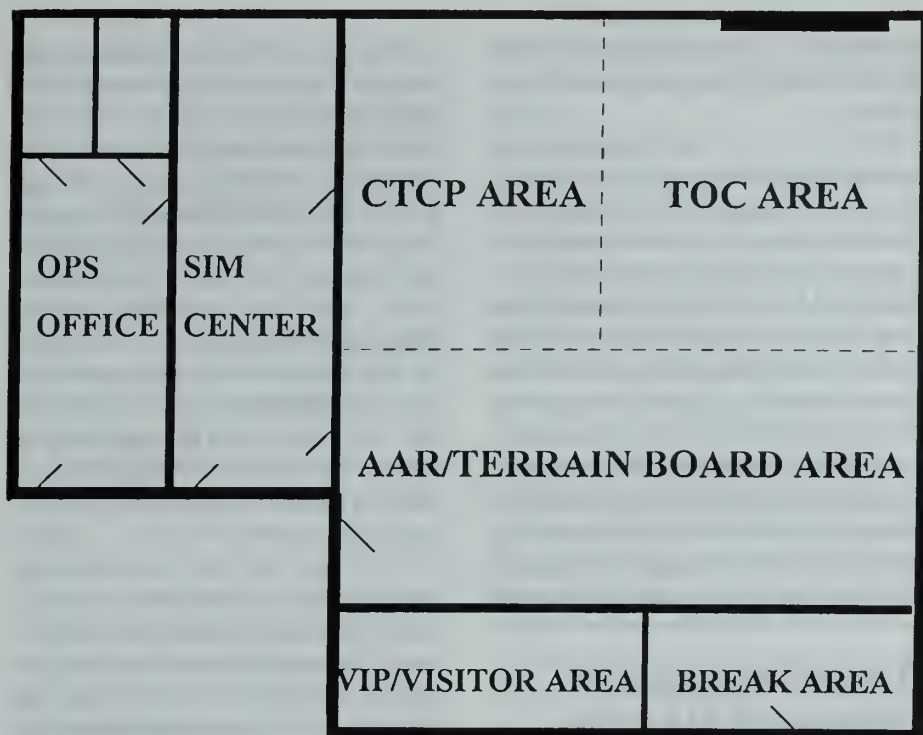 CTCP AREA
TOC AREA
OPS
OFFICE
SIM
CENTER
AAR/TERRAIN BOARD AREA
VIP/VISITOR AREA
BREAK AREA